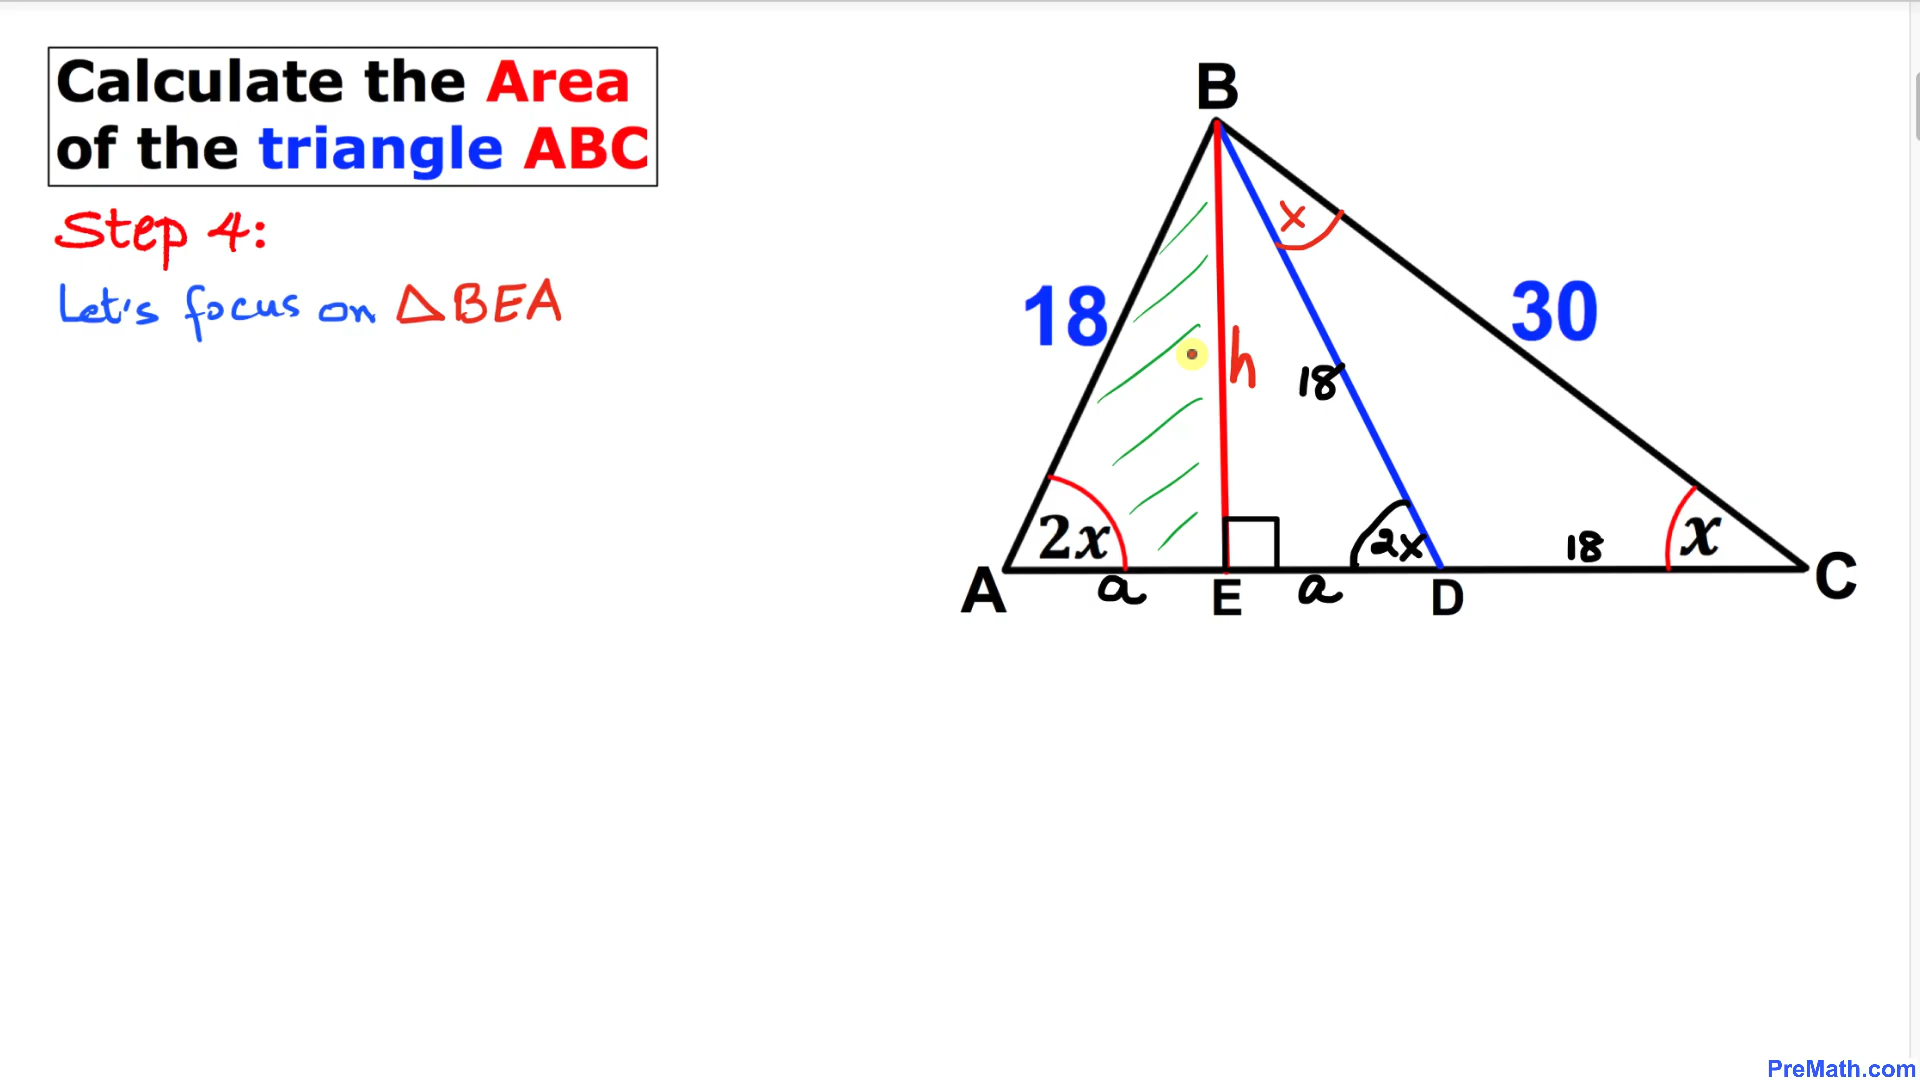 Calculate the Area
of the triangle ABC
Step 4:
Let's focus on △BEA
B
x
18
30
h
18
2x
2x
18
x
A
a
E
a
D
C
PreMath.com